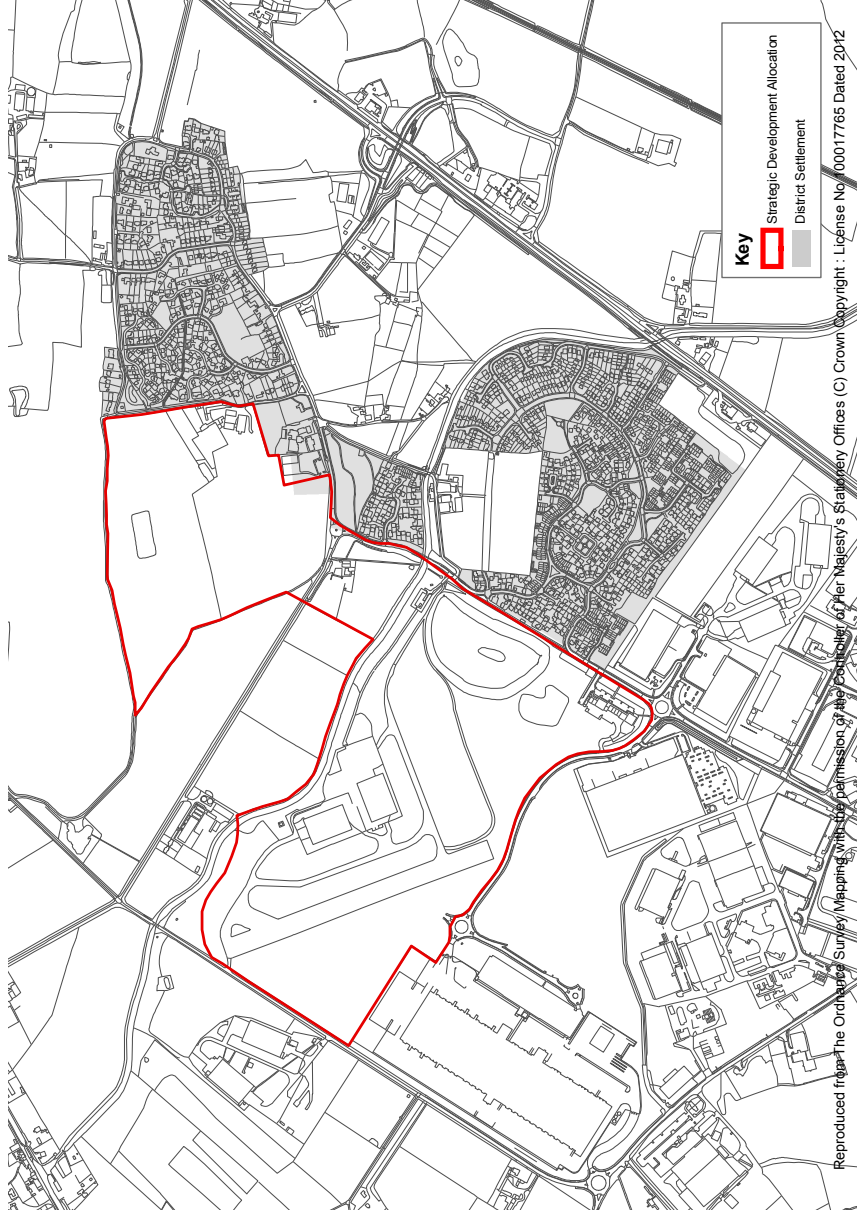 Key
Strategic Development Allocation
District Settlement
Reproduced from The Ordnance Survey Mapping with the permission of the Controller of Her Majesty's Stationery Offices (C) Crown Copyright : License No 100017765 Dated 2012